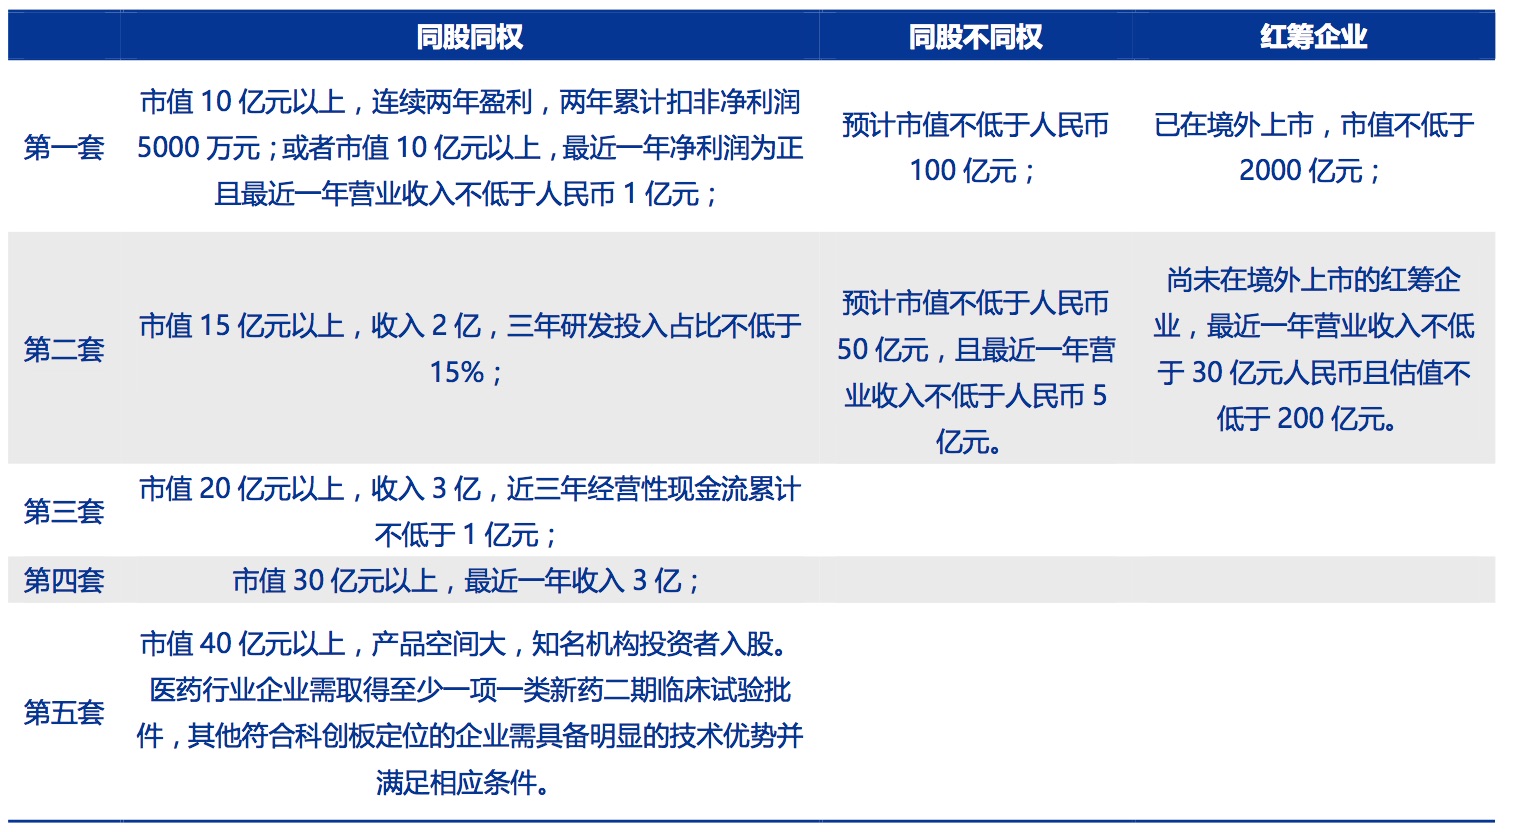 同股同权
同股不同权
红筹企业
第一套
市值 10 亿元以上，连续两年盈利，两年累计扣非净利润
5000 万元；或者市值 10 亿元以上，最近一年净利润为正
且最近一年营业收入不低于人民币 1 亿元；
预计市值不低于人民币
100 亿元；
已在境外上市，市值不低于
2000 亿元；
第二套
市值 15 亿元以上，收入 2 亿，三年研发投入占比不低于
15%；
预计市值不低于人民币
50 亿元，且最近一年营
业收入不低于人民币 5
亿元。
尚未在境外上市的红筹企
业，最近一年营业收入不低
于 30 亿元人民币且估值不
低于 200 亿元。
第三套
市值 20 亿元以上，收入 3 亿，近三年经营性现金流累计
不低于 1 亿元；
第四套
市值 30 亿元以上，最近一年收入 3 亿；
第五套
市值 40 亿元以上，产品空间大，知名机构投资者入股。
医药行业企业需取得至少一项一类新药二期临床试验批
件，其他符合科创板定位的企业需具备明显的技术优势并
满足相应条件。